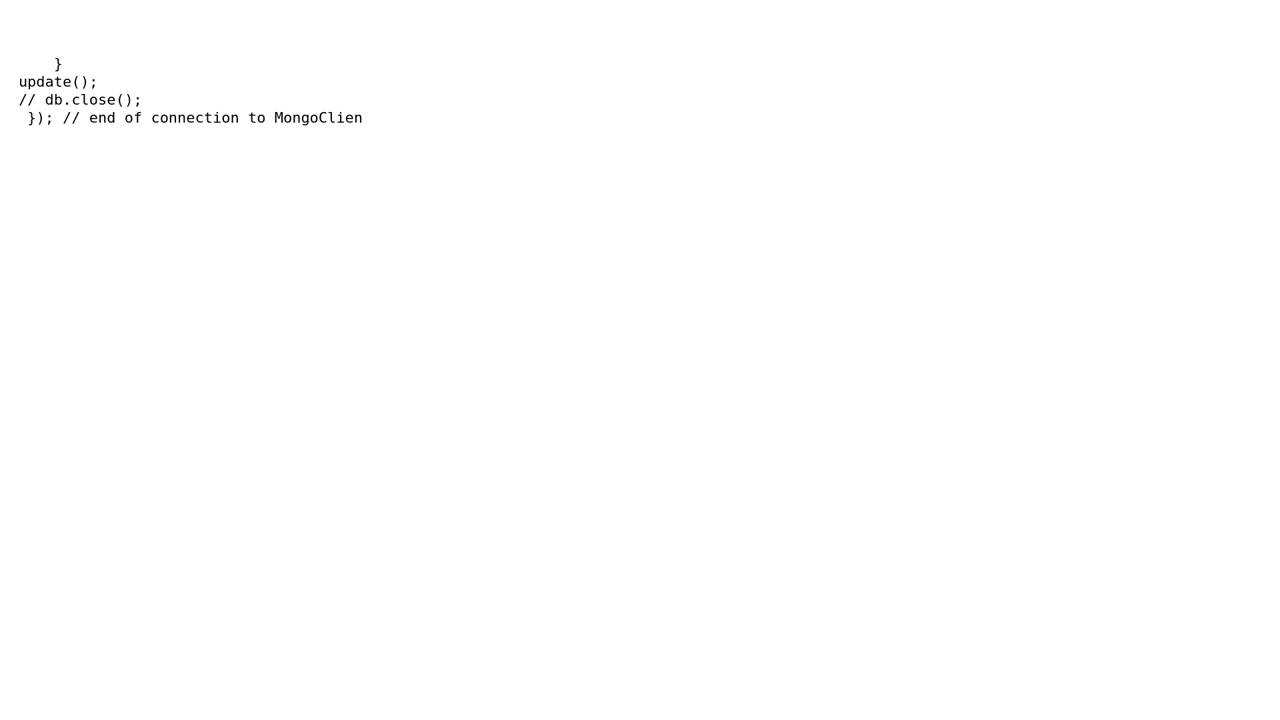 }
update();
// db.close();
 }); // end of connection to MongoClien